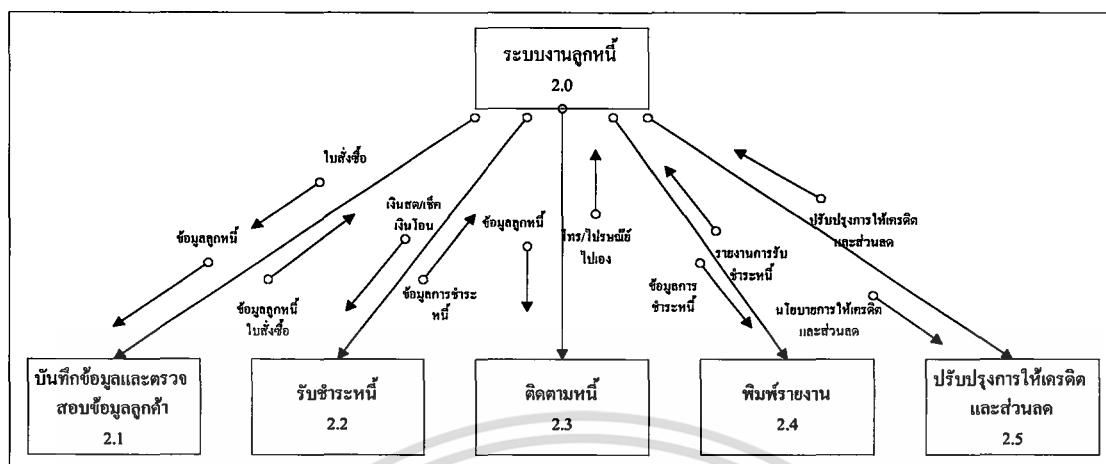 ระบบงานลูกหนี้
2.0
ใบสั่งซื้อ
ข้อมูลลูกหนี้
ข้อมูลลูกหนี้
ใบสั่งซื้อ
เงินสด/เช็ค
เงินโอน
ข้อมูลการชำระ
หนี้
ข้อมูลลูกหนี้
โทร/ไปรษณีย์
ไปเอง
รายงานการรับ
ชำระหนี้
ข้อมูลการ
ชำระหนี้
ปรับปรุงการให้เครดิต
และส่วนลด
นโยบายการให้เครดิต
และส่วนลด
บันทึกข้อมูลและตรวจ
สอบข้อมูลลูกค้า
2.1
รับชำระหนี้
2.2
ติดตามหนี้
2.3
พิมพ์รายงาน
2.4
ปรับปรุงการให้เครดิต
และส่วนลด
2.5